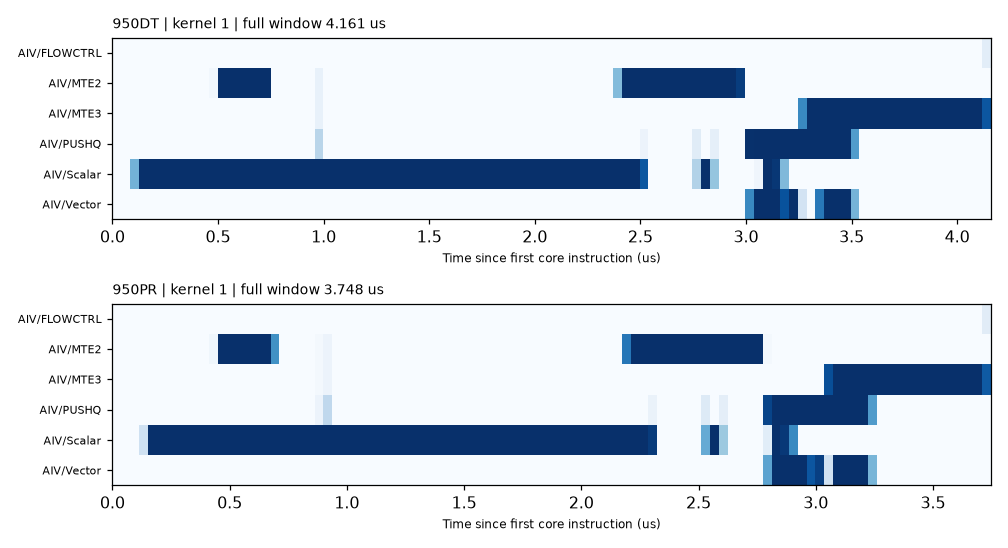 950DT | kernel 1 | full window 4.161 us
AIV/FLOWCTRL
AIV/MTE2
AIV/MTE3
AIV/PUSHQ
AIV/Scalar
AIV/Vector
0.0 0.5 1.0 1.5 2.0 2.5 3.0 3.5 4.0
Time since first core instruction (us)
950PR | kernel 1 | full window 3.748 us
AIV/FLOWCTRL
AIV/MTE2
AIV/MTE3
AIV/PUSHQ
AIV/Scalar
AIV/Vector
0.0 0.5 1.0 1.5 2.0 2.5 3.0 3.5
Time since first core instruction (us)